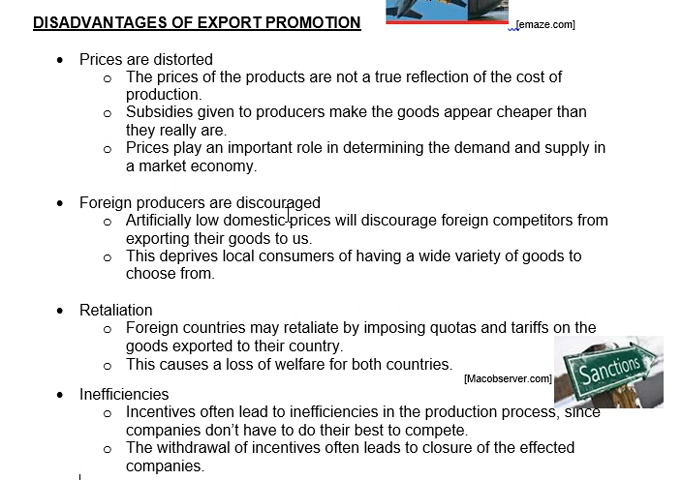 DISADVANTAGES OF EXPORT PROMOTION
[emaze.com]
• Prices are distorted
o The prices of the products are not a true reflection of the cost of
production.
o Subsidies given to producers make the goods appear cheaper than
they really are.
o Prices play an important role in determining the demand and supply in
a market economy.
• Foreign producers are discouraged
o Artificially low domestic prices will discourage foreign competitors from
exporting their goods to us.
o This deprives local consumers of having a wide variety of goods to
choose from.
• Retaliation
o Foreign countries may retaliate by imposing quotas and tariffs on the
goods exported to their country.
o This causes a loss of welfare for both countries.
[Macobserver.com]
Sanctions
• Inefficiencies
o Incentives often lead to inefficiencies in the production process, since
companies don't have to do their best to compete.
o The withdrawal of incentives often leads to closure of the effected
companies.